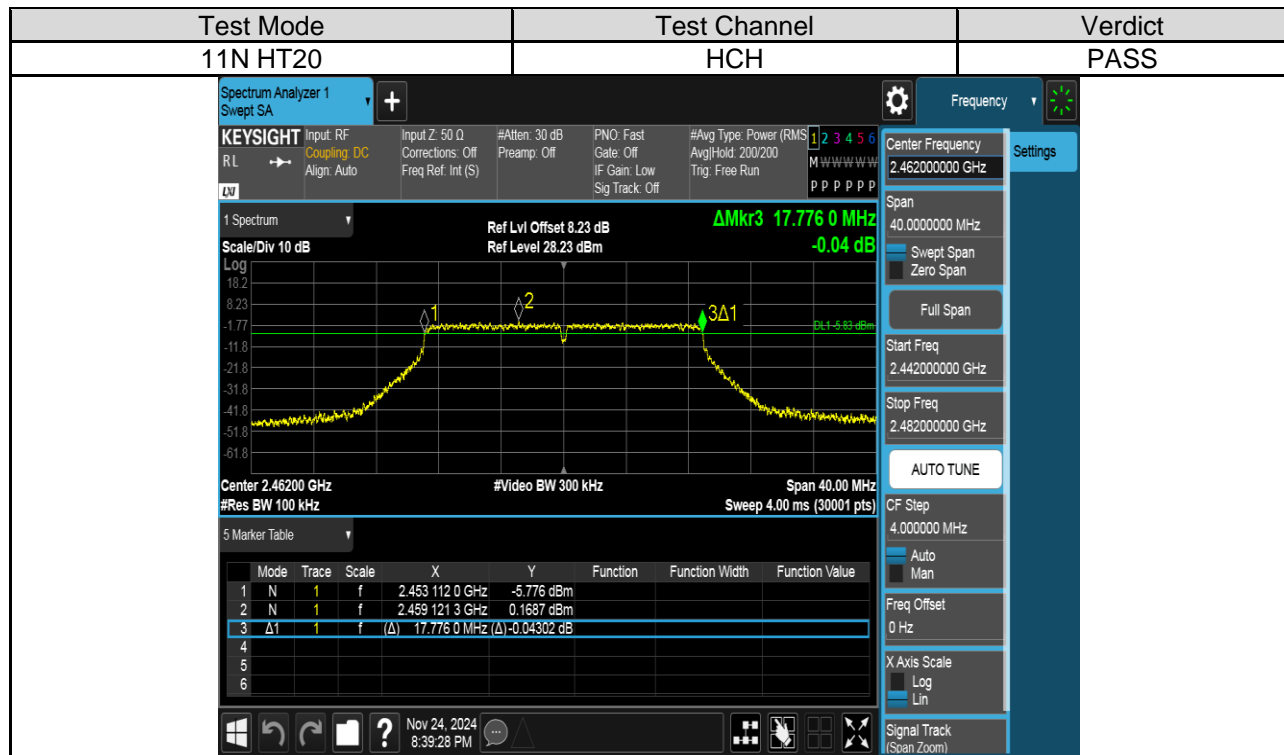 Test Mode Test Channel Verdict
11N HT20 HCH PASS
Spectrum Analyzer 1
Swept SA
+
Frequency
KEYSIGHT Input: RF Input Z: 50 Ω #Atten: 30 dB PNO: Fast #Avg Type: Power (RMS 1 2 3 4 5 6
R L Coupling: DC Corrections: Off Preamp: Off Gate: Off Avg|Hold: 200/200 M W W W W W
Align: Auto Freq Ref: Int (S) IF Gain: Low Trig: Free Run
LXI Sig Track: Off P P P P P P
1 Spectrum
Ref Lvl Offset 8.23 dB ΔMkr3 17.776 0 MHz
Scale/Div 10 dB Ref Level 28.23 dBm -0.04 dB
Log
18.2
8.23
-1.77
-11.8
-21.8
-31.8
-41.8
-51.8
-61.8
1
2
3Δ1
DL1 -5.83 dBm
Center 2.46200 GHz #Video BW 300 kHz Span 40.00 MHz
#Res BW 100 kHz Sweep 4.00 ms (30001 pts)
5 Marker Table
Mode Trace Scale X Y Function Function Width Function Value
1 N 1 f 2.453 112 0 GHz -5.776 dBm
2 N 1 f 2.459 121 3 GHz 0.1687 dBm
3 Δ1 1 f (Δ) 17.776 0 MHz (Δ) -0.04302 dB
4
5
6
?
Nov 24, 2024
8:39:28 PM
Settings
Center Frequency
2.462000000 GHz
Span
40.0000000 MHz
Swept Span
Zero Span
Full Span
Start Freq
2.442000000 GHz
Stop Freq
2.482000000 GHz
AUTO TUNE
CF Step
4.000000 MHz
Auto
Man
Freq Offset
0 Hz
X Axis Scale
Log
Lin
Signal Track
(Span Zoom)